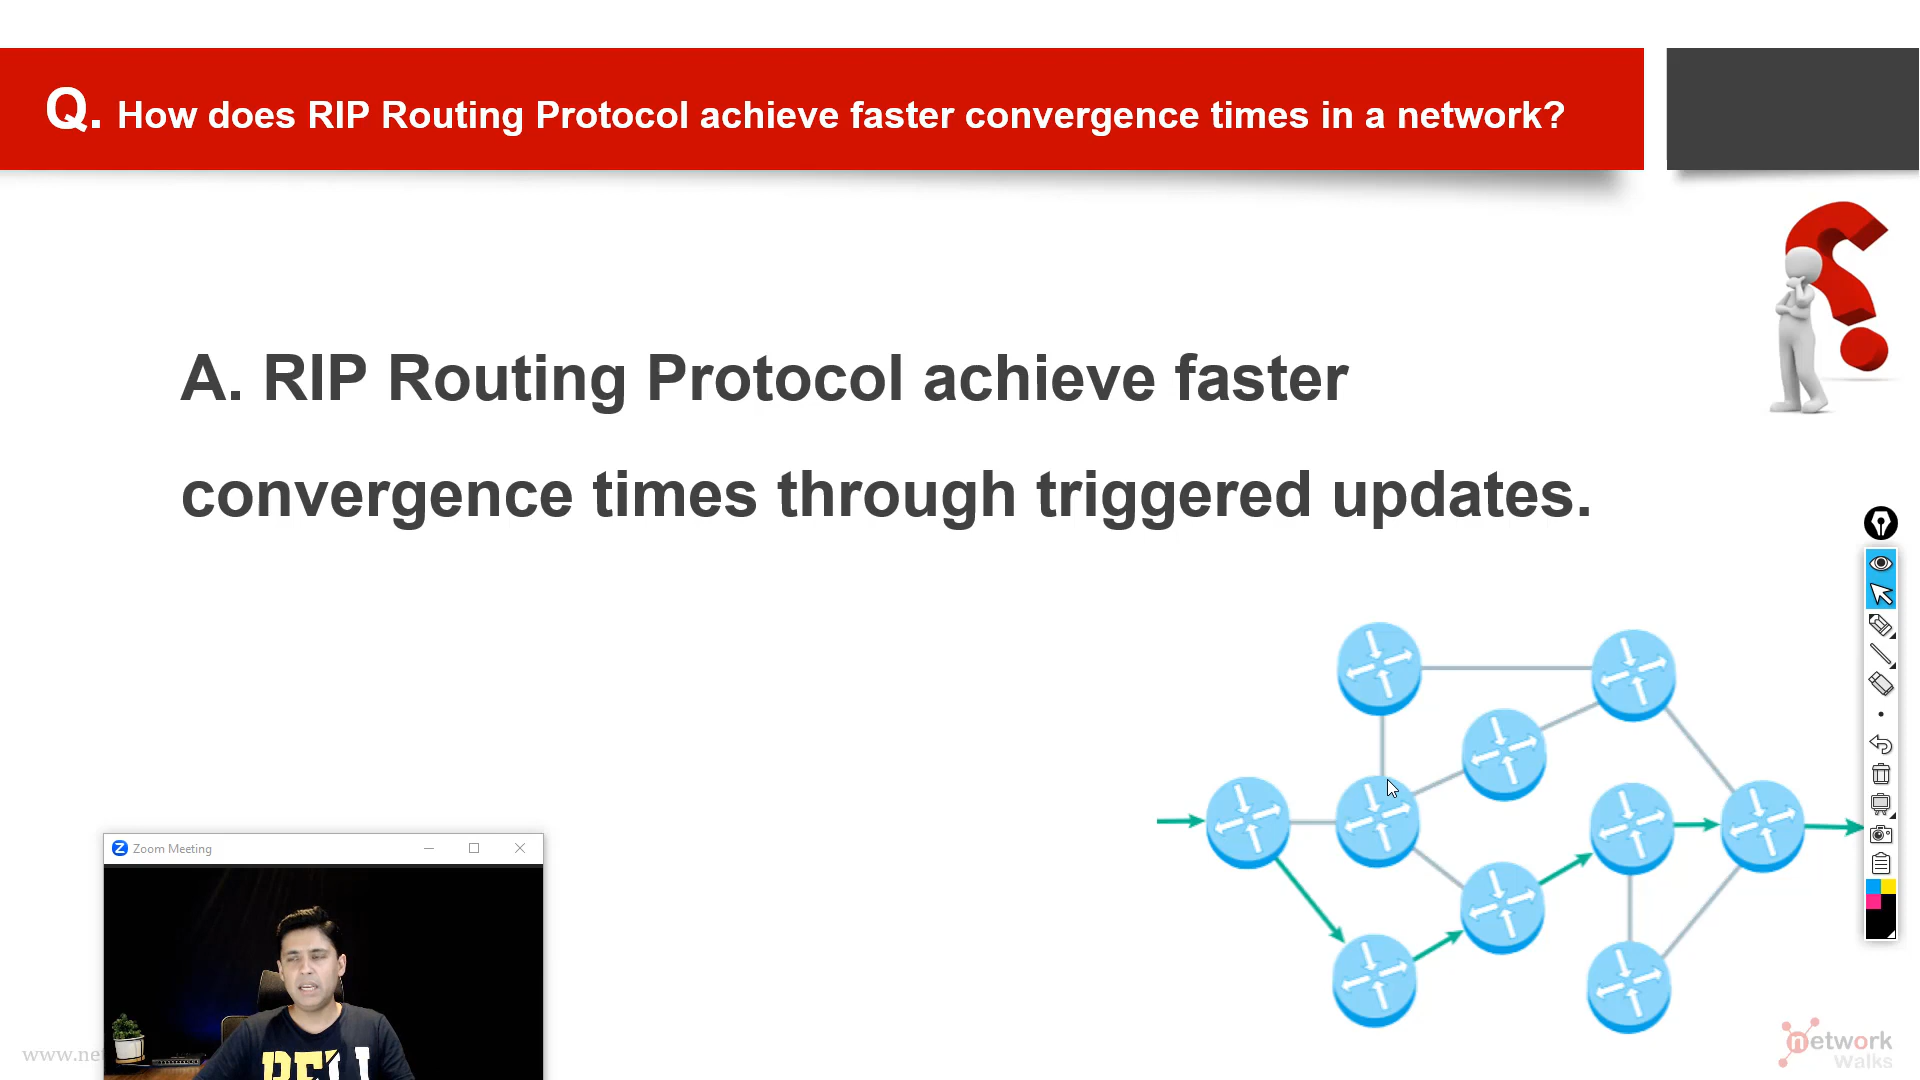 Q. How does RIP Routing Protocol achieve faster convergence times in a network?
A. RIP Routing Protocol achieve faster
convergence times through triggered updates.
Zoom Meeting
network
Walks